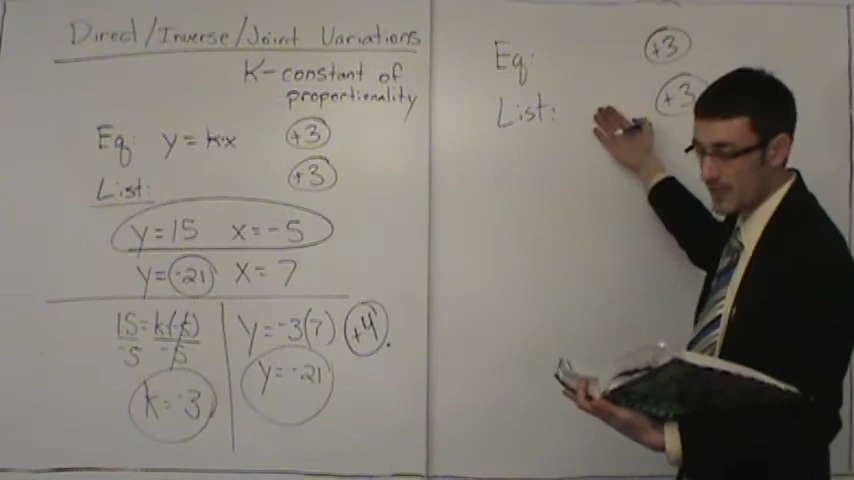 Direct/Inverse/Joint Variations
K-constant of
proportionality
Eq: y = kx +3
List: +3
y=15 x=-5
y=-21 x=7
15=k(-5)
-5 -5
k=-3
y=-3(7) +4
y=-21
Eq: +3
List: +3